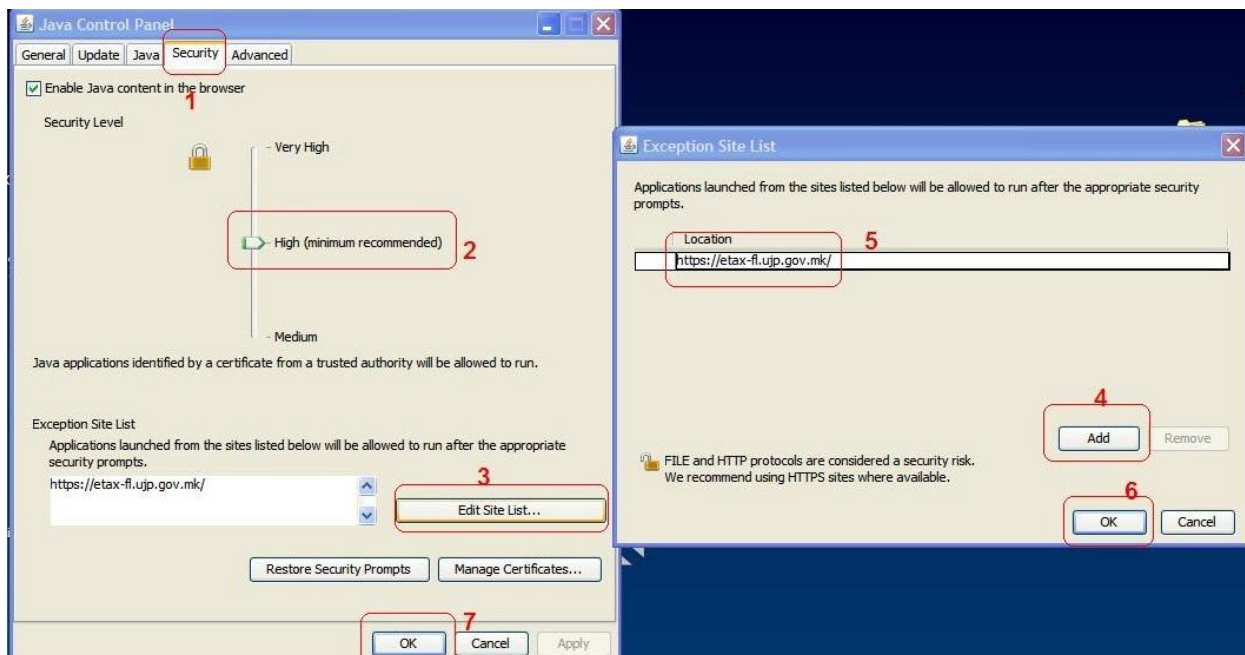 Java Control Panel
General Update Java Security Advanced
Enable Java content in the browser
1
Security Level
Very High
High (minimum recommended)
2
Medium
Java applications identified by a certificate from a trusted authority will be allowed to run.
Exception Site List
Applications launched from the sites listed below will be allowed to run after the appropriate
security prompts.
https://etax-fl.ujp.gov.mk/
3
Edit Site List...
Restore Security Prompts Manage Certificates...
7
OK Cancel Apply
Exception Site List
Applications launched from the sites listed below will be allowed to run after the appropriate security
prompts.
Location
5
https://etax-fl.ujp.gov.mk/
4
Add Remove
FILE and HTTP protocols are considered a security risk.
We recommend using HTTPS sites where available.
6
OK Cancel